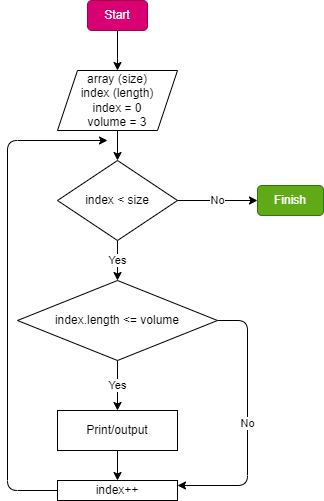 Start
array (size)
index (length)
index = 0
volume = 3
index < size
No
Finish
Yes
index.length <= volume
Yes
No
Print/output
index++